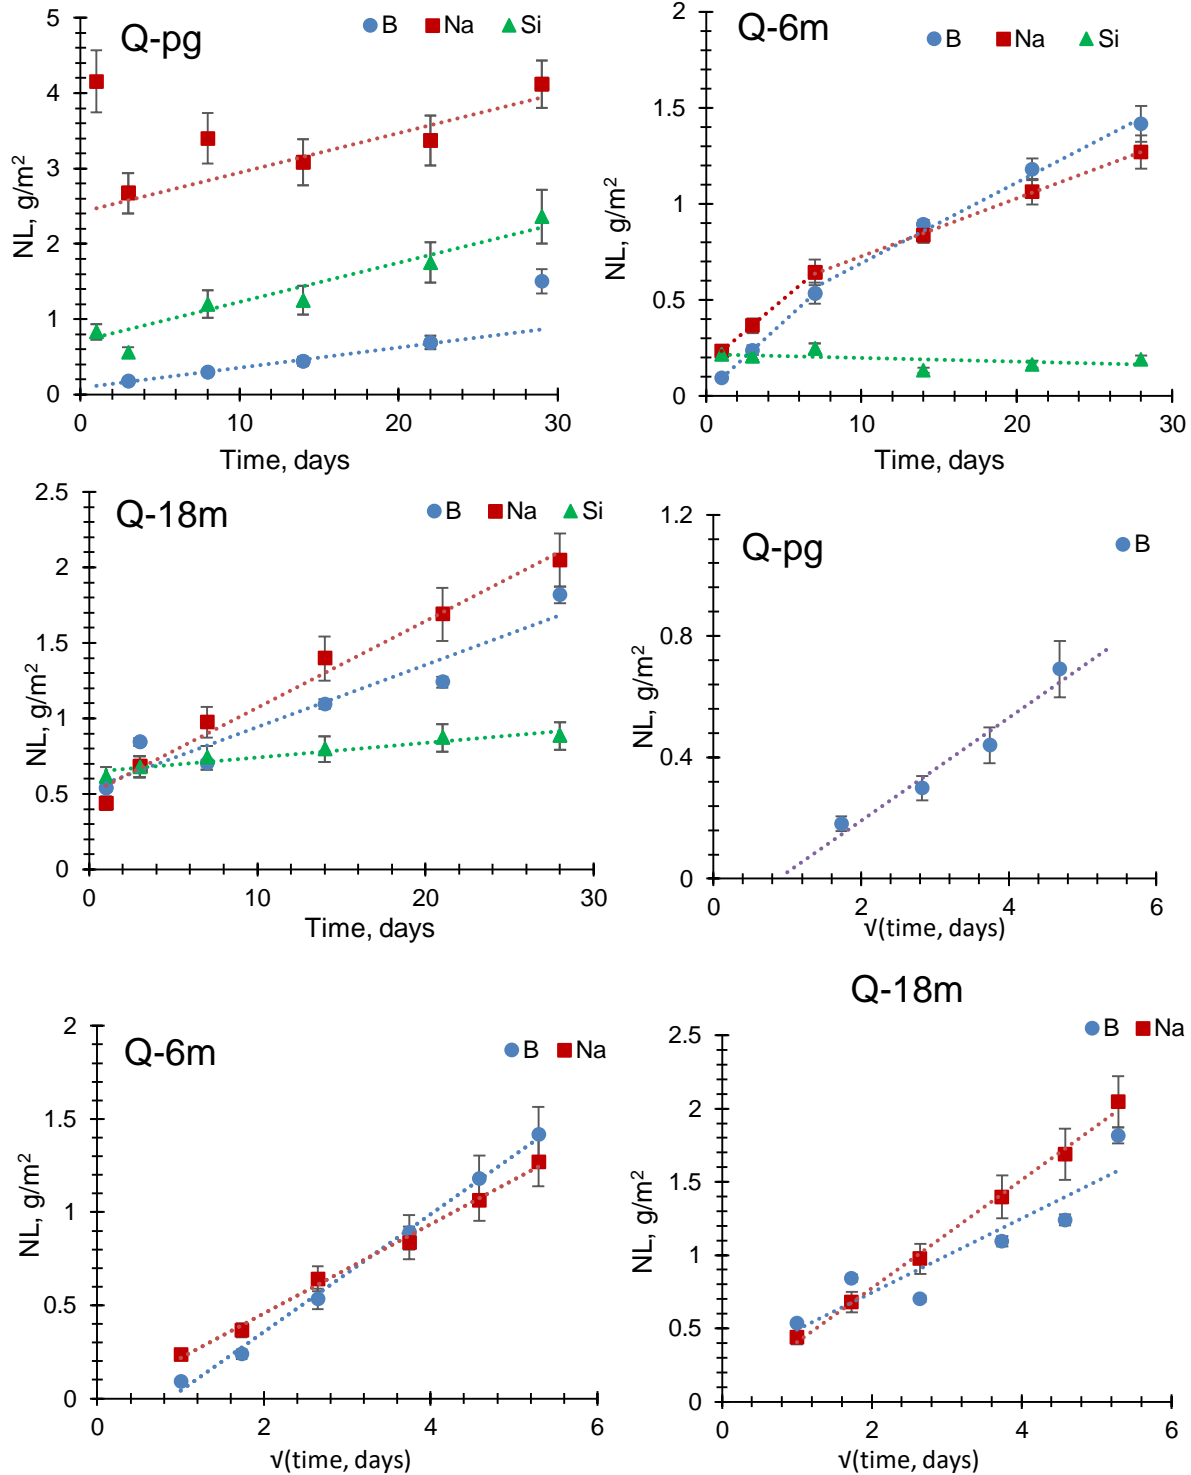 Q-pg
B Na Si
5
4
3
2
1
0
NL, g/m²
0 10 20 30
Time, days
Q-6m
B Na Si
2
1.5
1
0.5
0
NL, g/m²
0 10 20 30
Time, days
Q-18m
B Na Si
2.5
2
1.5
1
0.5
0
NL, g/m²
0 10 20 30
Time, days
Q-pg
B
1.2
0.8
0.4
0
NL, g/m²
0 2 4 6
√(time, days)
Q-6m
B Na
2
1.5
1
0.5
0
NL, g/m²
0 2 4 6
√(time, days)
Q-18m
B Na
2.5
2
1.5
1
0.5
0
NL, g/m²
0 2 4 6
√(time, days)